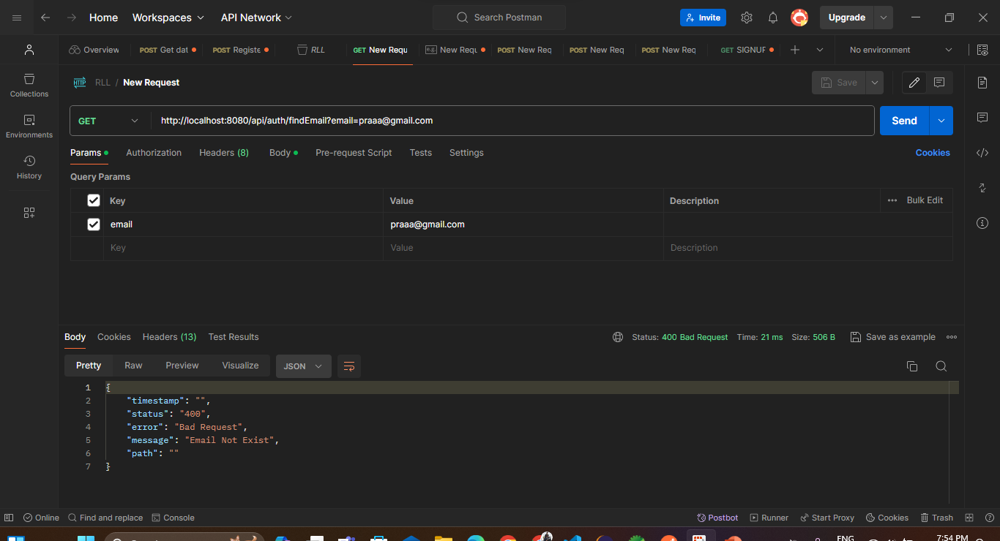 Home Workspaces API Network Search Postman Invite Upgrade
Overview POST Get dat POST Registe RLL GET New Requ e.g. New Requ POST New Req POST New Req POST New Req GET SIGNUP No environment
HTTP RLL / New Request Save
Collections
GET http://localhost:8080/api/auth/findEmail?email=praaa@gmail.com Send
Environments
Params Authorization Headers (8) Body Pre-request Script Tests Settings Cookies
History
Query Params
Key Value Description Bulk Edit
email praaa@gmail.com
Key Value Description
Body Cookies Headers (13) Test Results Status: 400 Bad Request Time: 21 ms Size: 506 B Save as example
Pretty Raw Preview Visualize JSON
1 {
2 "timestamp": "",
3 "status": "400",
4 "error": "Bad Request",
5 "message": "Email Not Exist",
6 "path": ""
7 }
Online Find and replace Console Postbot Runner Start Proxy Cookies Trash
ENG 7:54 PM